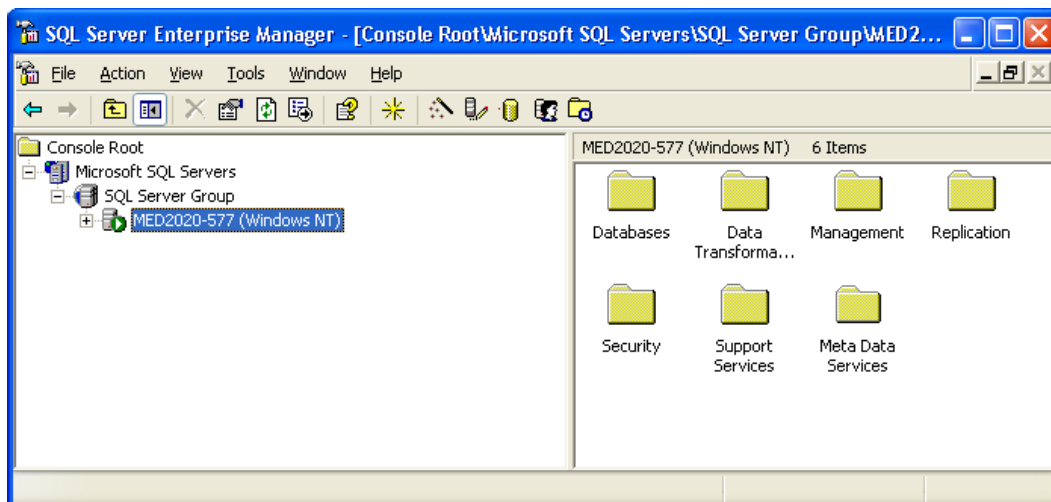 SQL Server Enterprise Manager - [Console Root\Microsoft SQL Servers\SQL Server Group\MED2...
File Action View Tools Window Help
Console Root
Microsoft SQL Servers
SQL Server Group
MED2020-577 (Windows NT)
MED2020-577 (Windows NT) 6 Items
Databases
Data
Transforma...
Management
Replication
Security
Support
Services
Meta Data
Services